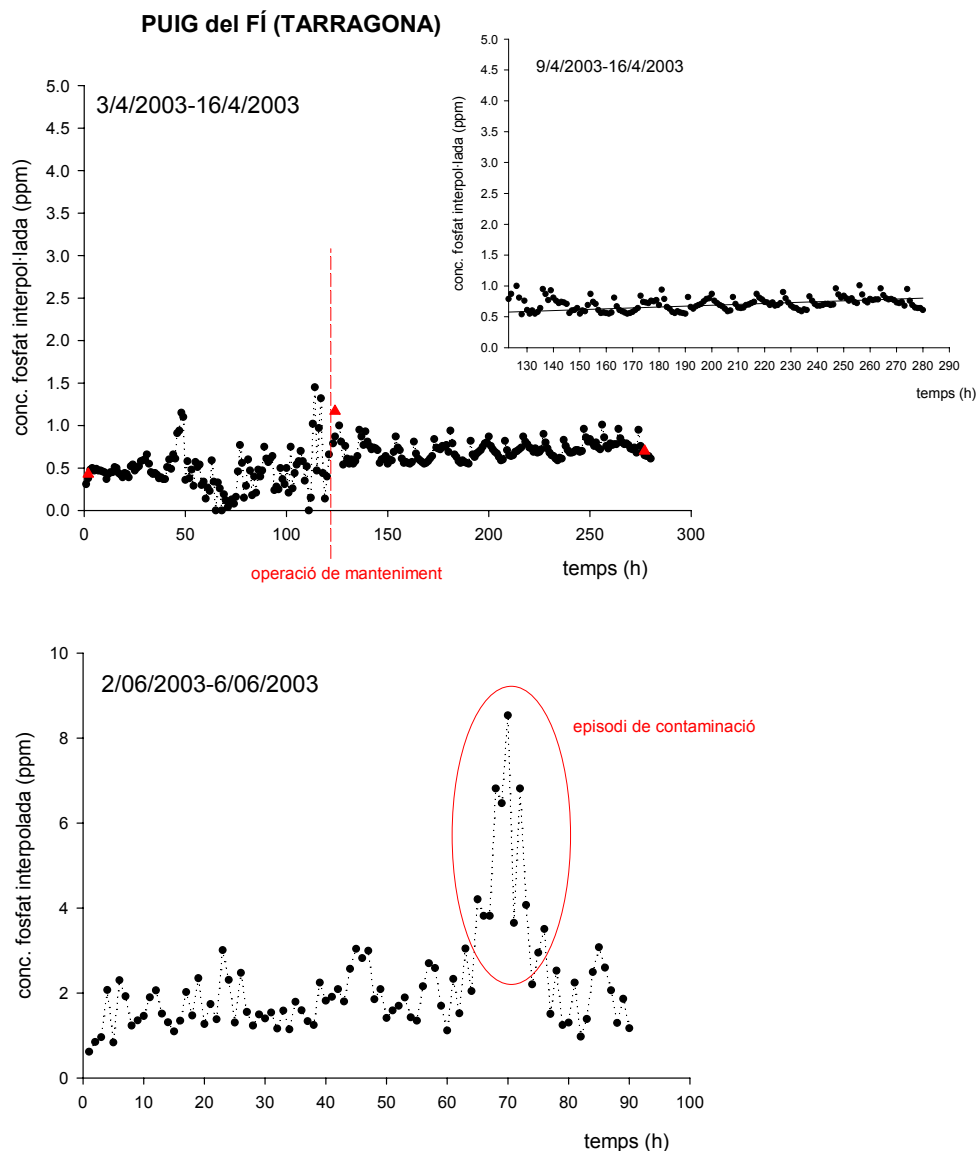 PUIG del FÍ (TARRAGONA)
3/4/2003-16/4/2003
conc. fosfat interpol·lada (ppm)
5.0
4.5
4.0
3.5
3.0
2.5
2.0
1.5
1.0
0.5
0.0
0 50 100 150 200 250 300
operació de manteniment
temps (h)
9/4/2003-16/4/2003
conc. fosfat interpol·lada (ppm)
5.0
4.5
4.0
3.5
3.0
2.5
2.0
1.5
1.0
0.5
0.0
130 140 150 160 170 180 190 200 210 220 230 240 250 260 270 280 290
temps (h)
2/06/2003-6/06/2003
episodi de contaminació
conc. fosfat interpolada (ppm)
10
8
6
4
2
0
0 10 20 30 40 50 60 70 80 90 100
temps (h)